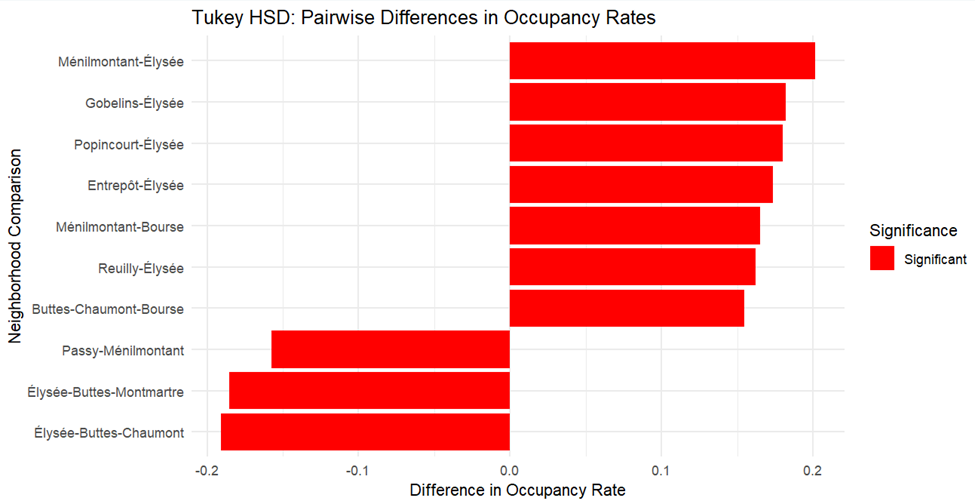 Tukey HSD: Pairwise Differences in Occupancy Rates
Neighborhood Comparison
Ménilmontant-Élysée
Gobelins-Élysée
Popincourt-Élysée
Entrepôt-Élysée
Ménilmontant-Bourse
Reuilly-Élysée
Buttes-Chaumont-Bourse
Passy-Ménilmontant
Élysée-Buttes-Montmartre
Élysée-Buttes-Chaumont
-0.2 -0.1 0.0 0.1 0.2
Difference in Occupancy Rate
Significance
Significant